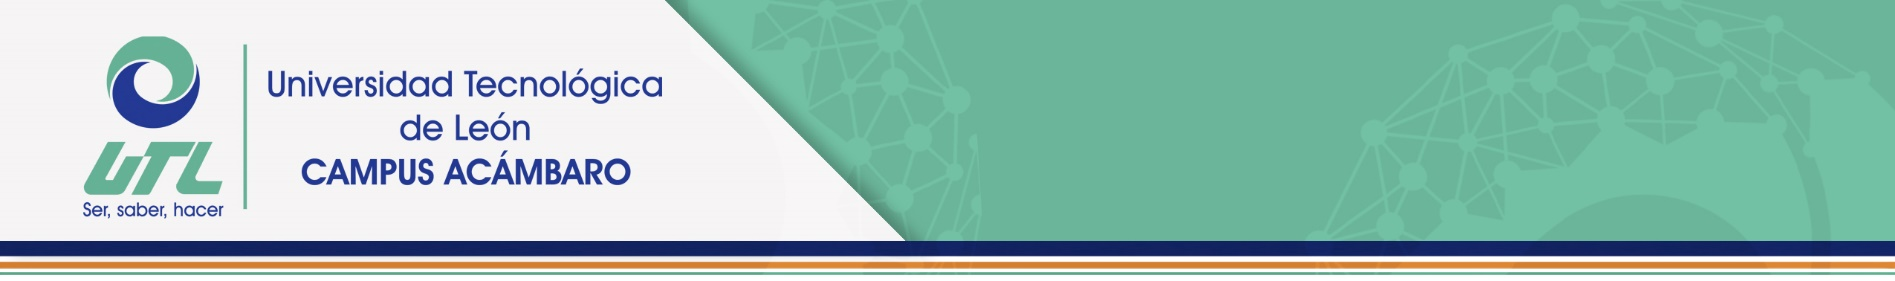 UTL
Ser, saber, hacer
Universidad Tecnológica
de León
CAMPUS ACÁMBARO